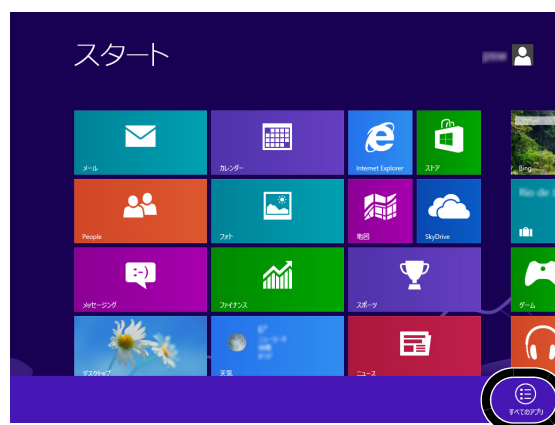 スタート
メール
カレンダー
Internet Explorer
ストア
Bing
People
フォト
地図
SkyDrive
メッセージング
ファイナンス
スポーツ
ゲーム
デスクトップ
天気
ニュース
すべてのアプリ